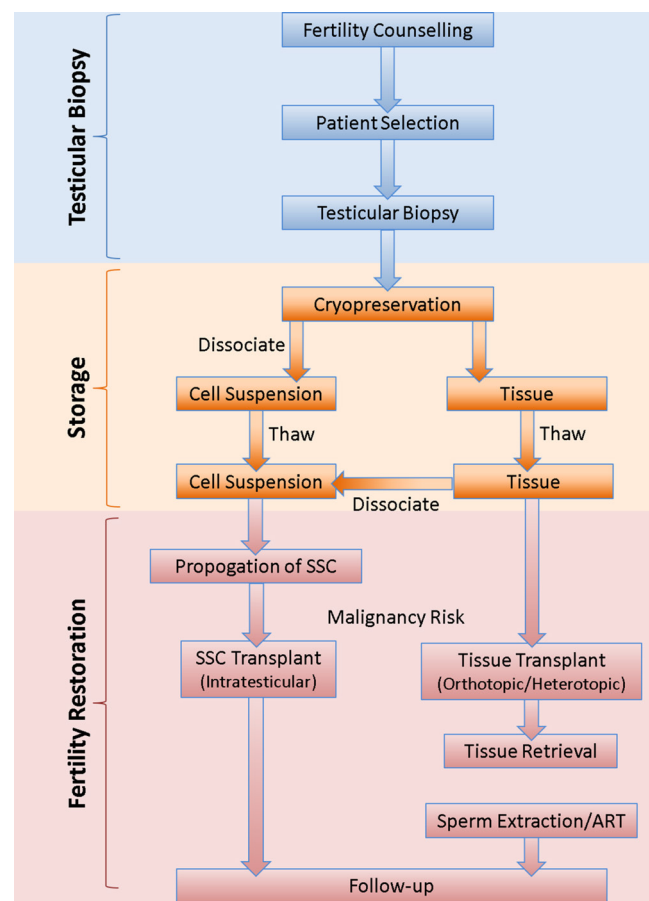 Testicular Biopsy
Fertility Counselling
Patient Selection
Testicular Biopsy
Storage
Cryopreservation
Dissociate
Cell Suspension
Tissue
Thaw
Thaw
Cell Suspension
Tissue
Dissociate
Fertility Restoration
Propogation of SSC
Malignancy Risk
SSC Transplant
(Intratesticular)
Tissue Transplant
(Orthotopic/Heterotopic)
Tissue Retrieval
Sperm Extraction/ART
Follow-up